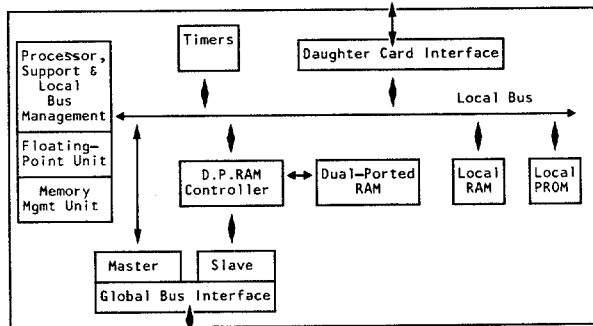 Processor,
Support &
Local
Bus
Management
Floating-
Point Unit
Memory
Mgmt Unit
Timers
Daughter Card Interface
Local Bus
D.P.RAM
Controller
Dual-Ported
RAM
Local
RAM
Local
PROM
Master
Slave
Global Bus Interface